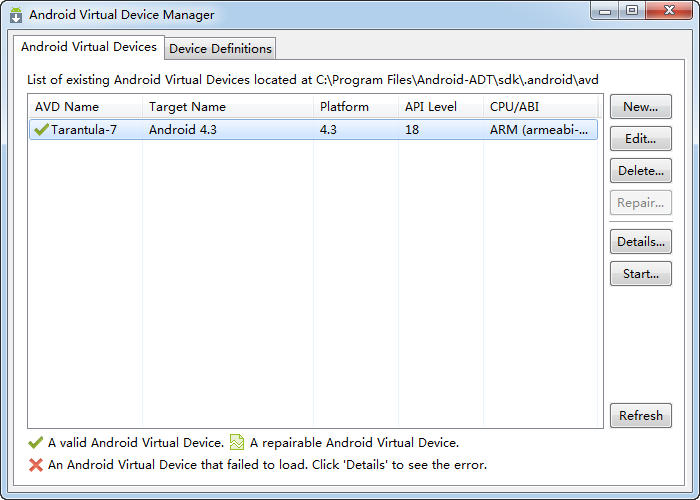 Android Virtual Device Manager
Android Virtual Devices Device Definitions
List of existing Android Virtual Devices located at C:\Program Files\Android-ADT\sdk\.android\avd
AVD Name Target Name Platform API Level CPU/ABI
Tarantula-7 Android 4.3 4.3 18 ARM (armeabi-...
New...
Edit...
Delete...
Repair...
Details...
Start...
Refresh
A valid Android Virtual Device. A repairable Android Virtual Device.
An Android Virtual Device that failed to load. Click 'Details' to see the error.